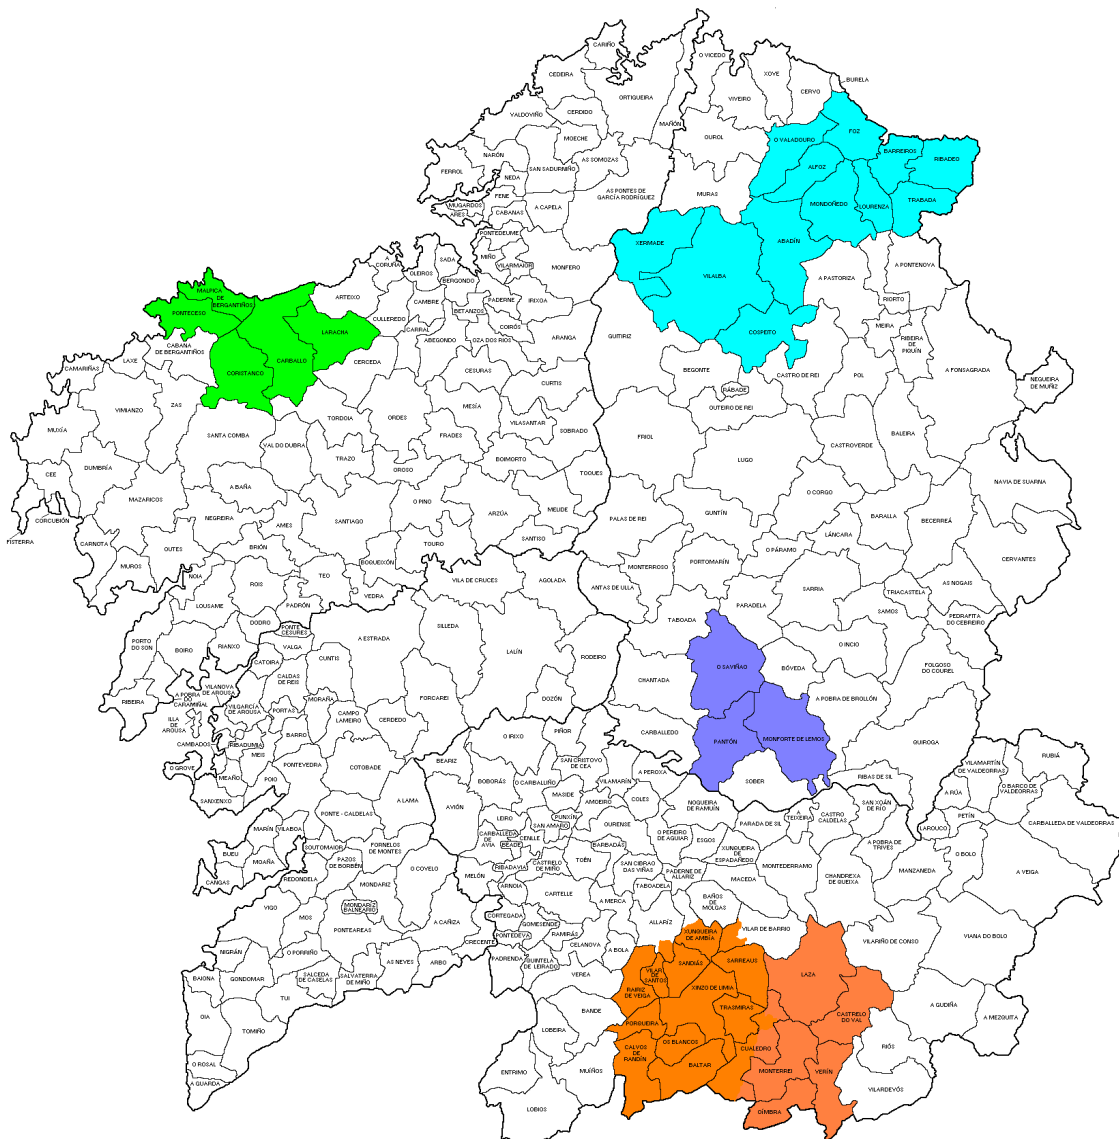 CARIÑO
O VICEDO
CEDEIRA
XOVE
BURELA
ORTIGUEIRA
VIVEIRO
CERVO
VALDOVIÑO
CERDIDO
MAÑÓN
OUROL
O VALADOURO
FOZ
MOECHE
NARÓN
AS SOMOZAS
ALFOZ
BARREIROS
RIBADEO
FERROL
SAN SADURNIÑO
NEDA
AS PONTES DE
GARCÍA RODRÍGUEZ
MURAS
FENE
MUGARDOS
ARES
CABANAS
A CAPELA
MONDOÑEDO
LOURENZA
TRABADA
PONTEDEUME
XERMADE
ABADÍN
A
CORUÑA
SADA
MIÑO
VILARMAIOR
MONFERO
OLEIROS
BERGONDO
VILALBA
A PASTORIZA
A PONTENOVA
MALPICA
DE
BERGANTIÑOS
ARTEIXO
CAMBRE
PADERNE
IRIXOA
RIORTO
PONTECESO
CULLEREDO
BETANZOS
LARACHA
CARRAL
COIRÓS
COSPEITO
MEIRA
ABEGONDO
OZA DOS RIOS
ARANGA
GUITIRIZ
RIBEIRA
DE
PIQUÍN
CABANA
DE BERGANTIÑOS
LAXE
CARBALLO
CERCEDA
CAMARIÑAS
CORISTANCO
CESURAS
BEGONTE
CASTRO DE REI
POL
A FONSAGRADA
NEGUEIRA
DE MUÑIZ
CURTIS
RÁBADE
ZAS
VIMIANZO
MESÍA
OUTEIRO DE REI
TORDOIA
ORDES
VILASANTAR
MUXÍA
SANTA COMBA
VAL DO DUBRA
FRADES
SOBRADO
FRIOL
CASTROVERDE
BALEIRA
TRAZO
BOIMORTO
LUGO
CEE
DUMBRÍA
OROSO
TOQUES
NAVIA DE SUARNA
A BAÑA
MAZARICOS
O PINO
O CORGO
CORCUBIÓN
NEGREIRA
SANTIAGO
ARZÚA
MELIDE
PALAS DE REI
GUNTÍN
BARALLA
BECERREÁ
FISTERRA
CARNOTA
AMES
TOURO
SANTISO
LÁNCARA
OUTES
BRIÓN
O PÁRAMO
CERVANTES
MUROS
BOQUEIXÓN
MONTERROSO
PORTOMARÍN
NOIA
ROIS
TEO
VILA DE CRUCES
AGOLADA
ANTAS DE ULLA
SARRIA
AS NOGAIS
TRIACASTELA
VEDRA
LOUSAME
PADRÓN
PARADELA
SAMOS
PEDRAFITA
DO CEBREIRO
DODRO
PONTE
CESURES
SILLEDA
TABOADA
PORTO
DO SON
A ESTRADA
RIANXO
VALGA
O INCIO
BOIRO
LALÍN
RODEIRO
CATOIRA
CUNTIS
O SAVIÑAO
BÓVEDA
FOLGOSO
DO COUREL
CALDAS
DE REIS
CHANTADA
VILANOVA
DE AROUSA
A POBRA
DO
CARAMIÑAL
FORCAREI
DOZÓN
A POBRA DE BROLLÓN
RIBEIRA
MORAÑA
VILGARCÍA
DE AROUSA
PORTAS
CAMPO
LAMEIRO
CERDEDO
ILLA
DE
AROUSA
BARRO
O IRIXO
PIÑOR
CARBALLEDO
PANTÓN
MONFORTE DE LEMOS
QUIROGA
CAMBADOS
RIBADUMIA
MEIS
RUBIÁ
O GROVE
PONTEVEDRA
COTOBADE
BEARIZ
SAN CRISTOVO
DE CEA
VILAMARTÍN
DE VALDEORRAS
MEAÑO
POIO
BOBORÁS
O CARBALLIÑO
VILAMARÍN
A PEROXA
SOBER
RIBAS DE SIL
O BARCO DE
VALDEORRAS
SANXENXO
A LAMA
AVIÓN
MASIDE
AMOEIRO
COLES
NOGUEIRA
DE RAMUÍN
A RÚA
SAN XOÁN
DE RÍO
PONTE - CALDELAS
LEIRO
PUNXÍN
A
TEIXEIRA
CASTRO
CALDELAS
PETÍN
MARÍN
VILABOA
SAN AMARO
OURENSE
PARADA DE SIL
LAROUCO
CARBALLEDA DE VALDEORRAS
CARBALLEDA
DE
AVIA
CENLLE
O PEREIRO
DE AGUIAR
ESGOS
A POBRA DE
TRIVES
SOUTOMAIOR
FORNELOS
DE MONTES
BEADE
BARBADÁS
XUNQUEIRA
DE
ESPADAÑEDO
BUEU
MOAÑA
PAZOS
DE BORBÉN
O COVELO
RIBADAVIA
CASTRELO
DE MIÑO
TOÉN
SAN CIBRAO
DAS VIÑAS
MONTEDERRAMO
MANZANEDA
O BOLO
REDONDELA
MELÓN
PADERNE DE
ALLARIZ
CHANDREXA
DE QUEIXA
A VEIGA
CANGAS
MONDARIZ
ARNOIA
TABOADELA
MACEDA
VIGO
CARTELLE
A MERCA
BAÑOS
DE
MOLGAS
MONDARIZ
BALNEARIO
CORTEGADA
MOS
PONTEAREAS
A CAÑIZA
GOMESENDE
ALLARÍZ
VILAR DE BARRIO
PONTEDEVA
RAMIRÁS
XUNQUEIRA
DE AMBÍA
VIANA DO BOLO
NIGRÁN
O PORRIÑO
CRECENTE
CELANOVA
A BOLA
VILARIÑO DE CONSO
PADRENDA
QUINTELA
DE LEIRADO
SANDIÁS
SARREAUS
BAIONA
GONDOMAR
SALCEDA
DE CASELAS
SALVATERRA
DE MIÑO
AS NEVES
ARBO
VEREA
VILAR
DE
SANTOS
LAZA
RAIRIZ
DE VEIGA
XINZO DE LIMIA
TUI
BANDE
TRASMIRAS
A GUDIÑA
A MEZQUITA
OIA
TOMIÑO
LOBEIRA
PORQUEIRA
CASTRELO
DO VAL
CALVOS
DE
RANDÍN
OS BLANCOS
CUALEDRO
RIÓS
O ROSAL
ENTRIMO
MUÍÑOS
BALTAR
MONTERREI
VERÍN
A GUARDA
VILARDEVÓS
LOBIOS
OÍMBRA